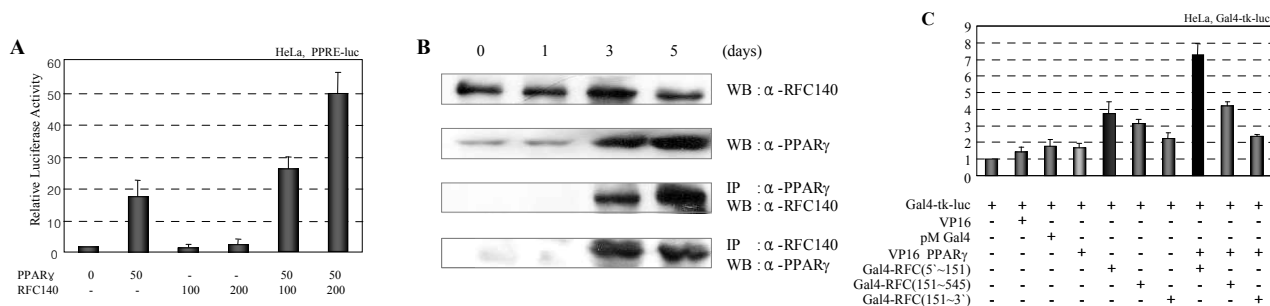 A
HeLa, PPRE-luc
Relative Luciferase Activity
60
50
40
30
20
10
0
PPARγ 0 50 - - 50 50
RFC140 - - 100 200 100 200
B
0 1 3 5 (days)
WB : α -RFC140
WB : α -PPARγ
IP : α -PPARγ
WB : α -RFC140
IP : α -RFC140
WB : α -PPARγ
C
HeLa, Gal4-tk-luc
9
8
7
6
5
4
3
2
1
0
Gal4-tk-luc + + + + + + + + + +
VP16 - + - - - - - - - -
pM Gal4 - - + - - - - - - -
VP16 PPARγ - - - + - - - + + +
Gal4-RFC(5`~151) - - - - + - - + - -
Gal4-RFC(151~545) - - - - - + - - + -
Gal4-RFC(151~3`) - - - - - - + - - +